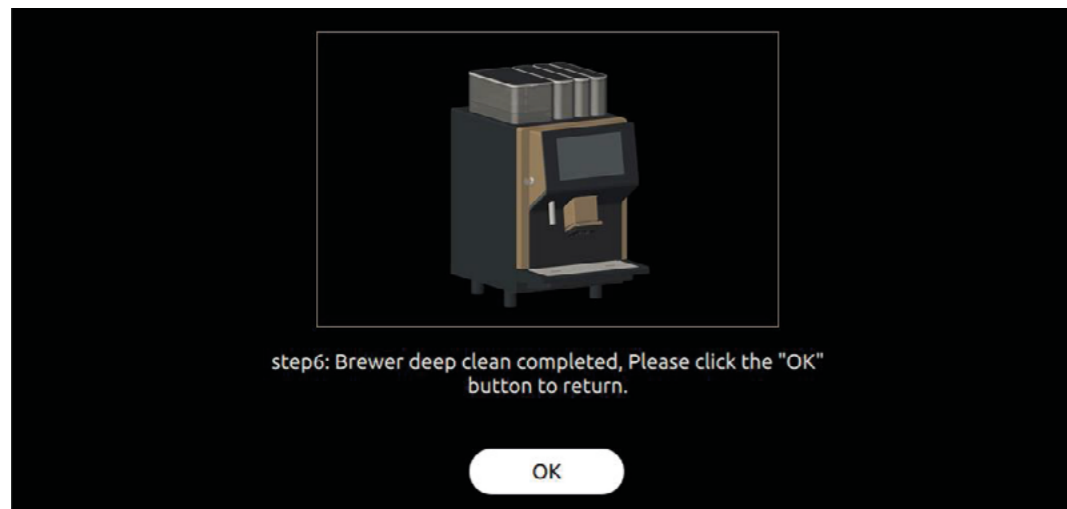 step6: Brewer deep clean completed, Please click the "OK"
button to return.
OK